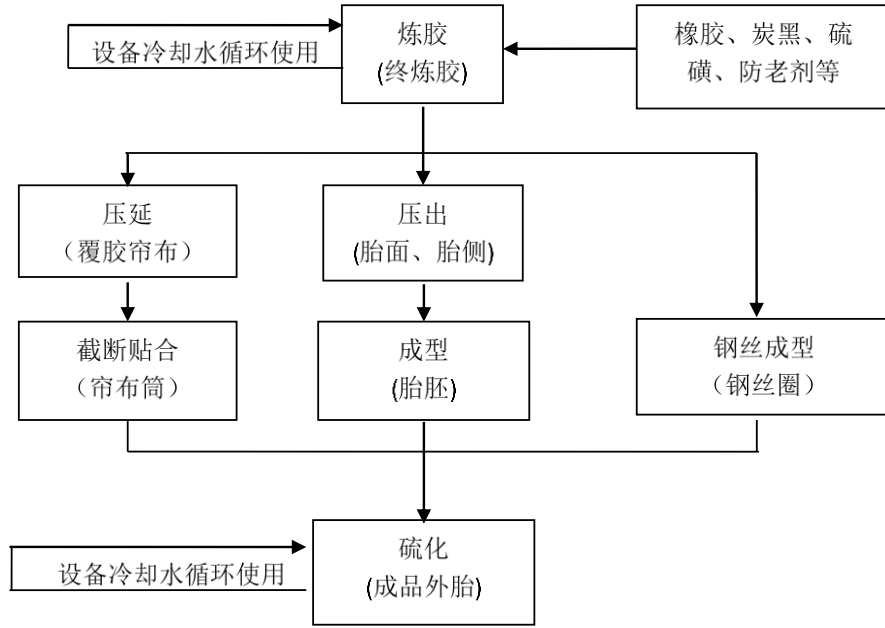 设备冷却水循环使用
炼胶
(终炼胶)
橡胶、炭黑、硫
磺、防老剂等
压延
（覆胶帘布）
压出
(胎面、胎侧)
截断贴合
（帘布筒）
成型
(胎胚)
钢丝成型
（钢丝圈）
设备冷却水循环使用
硫化
(成品外胎)